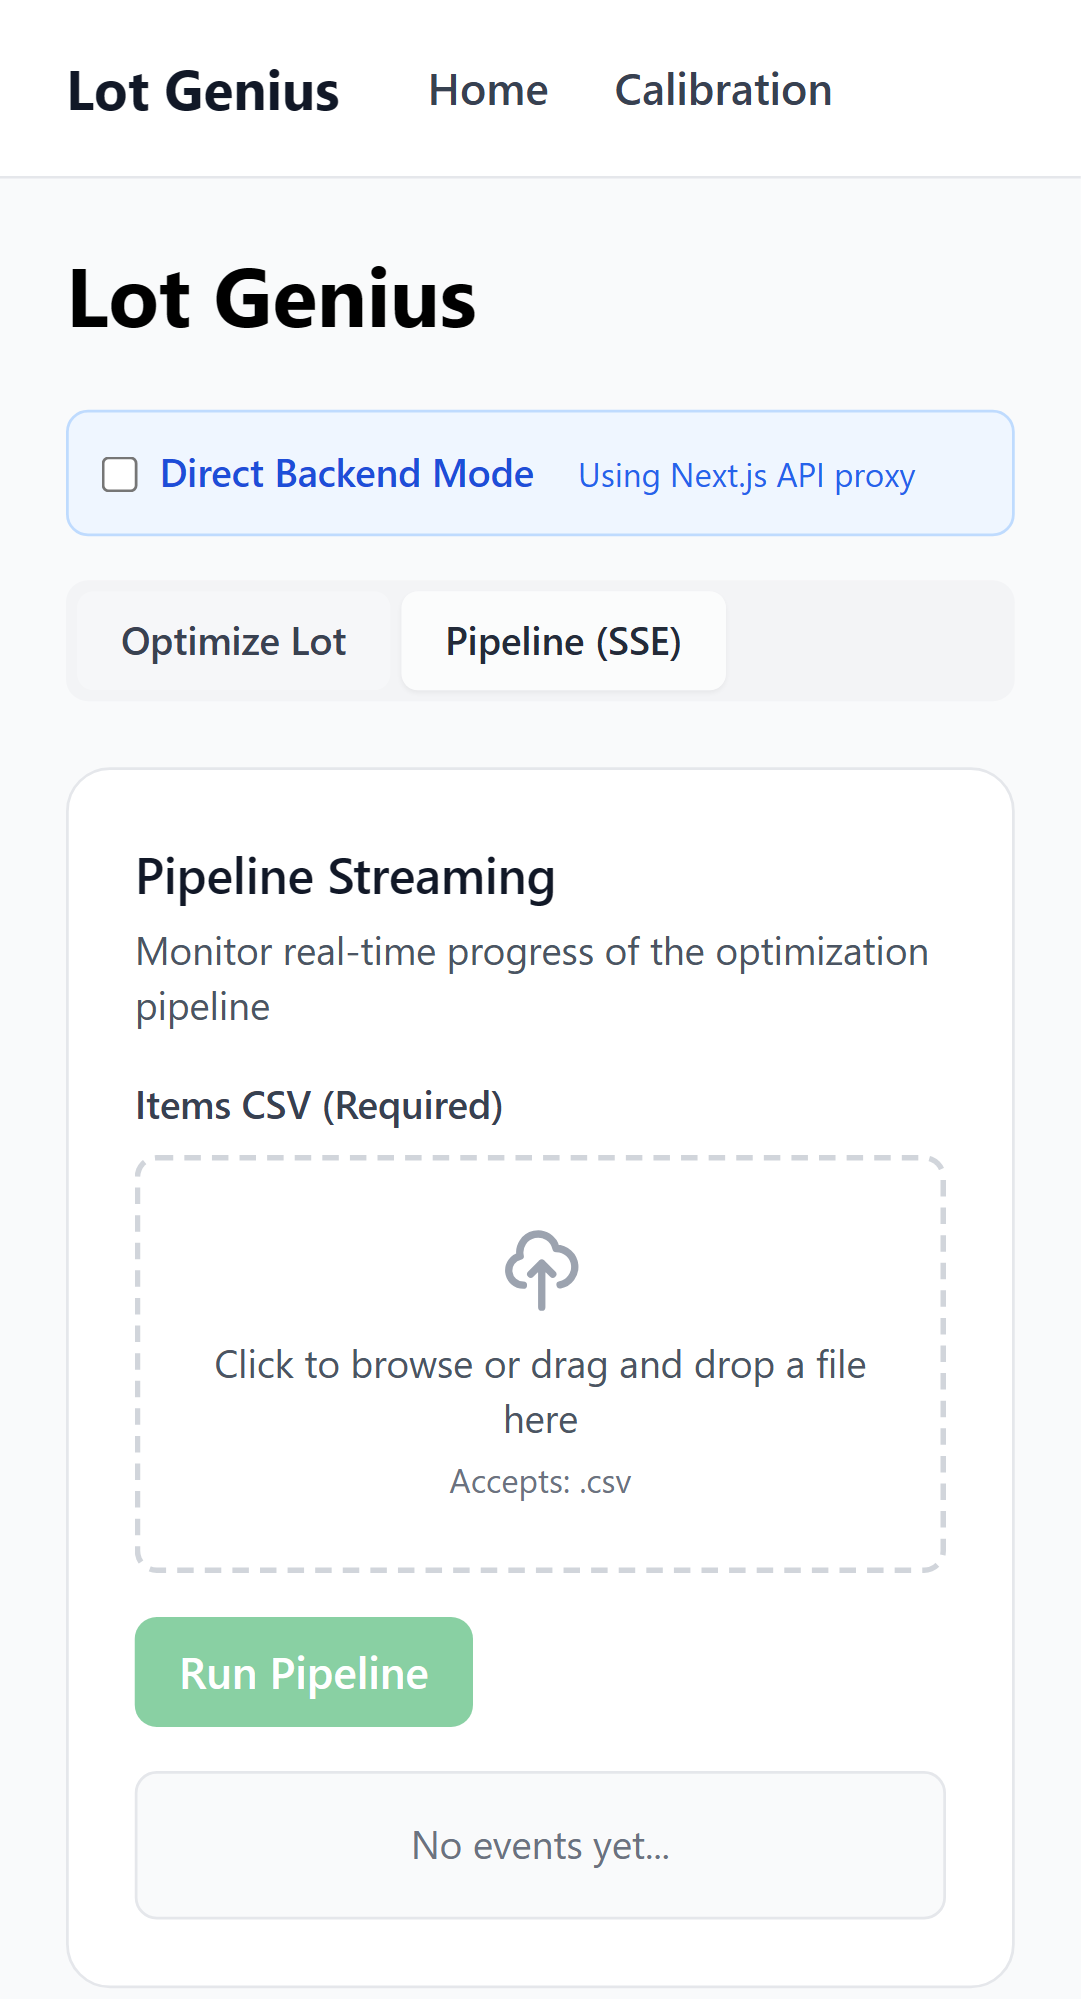 Lot Genius Home Calibration
Lot Genius
Direct Backend Mode Using Next.js API proxy
Optimize Lot Pipeline (SSE)
Pipeline Streaming
Monitor real-time progress of the optimization
pipeline
Items CSV (Required)
Click to browse or drag and drop a file
here
Accepts: .csv
Run Pipeline
No events yet...